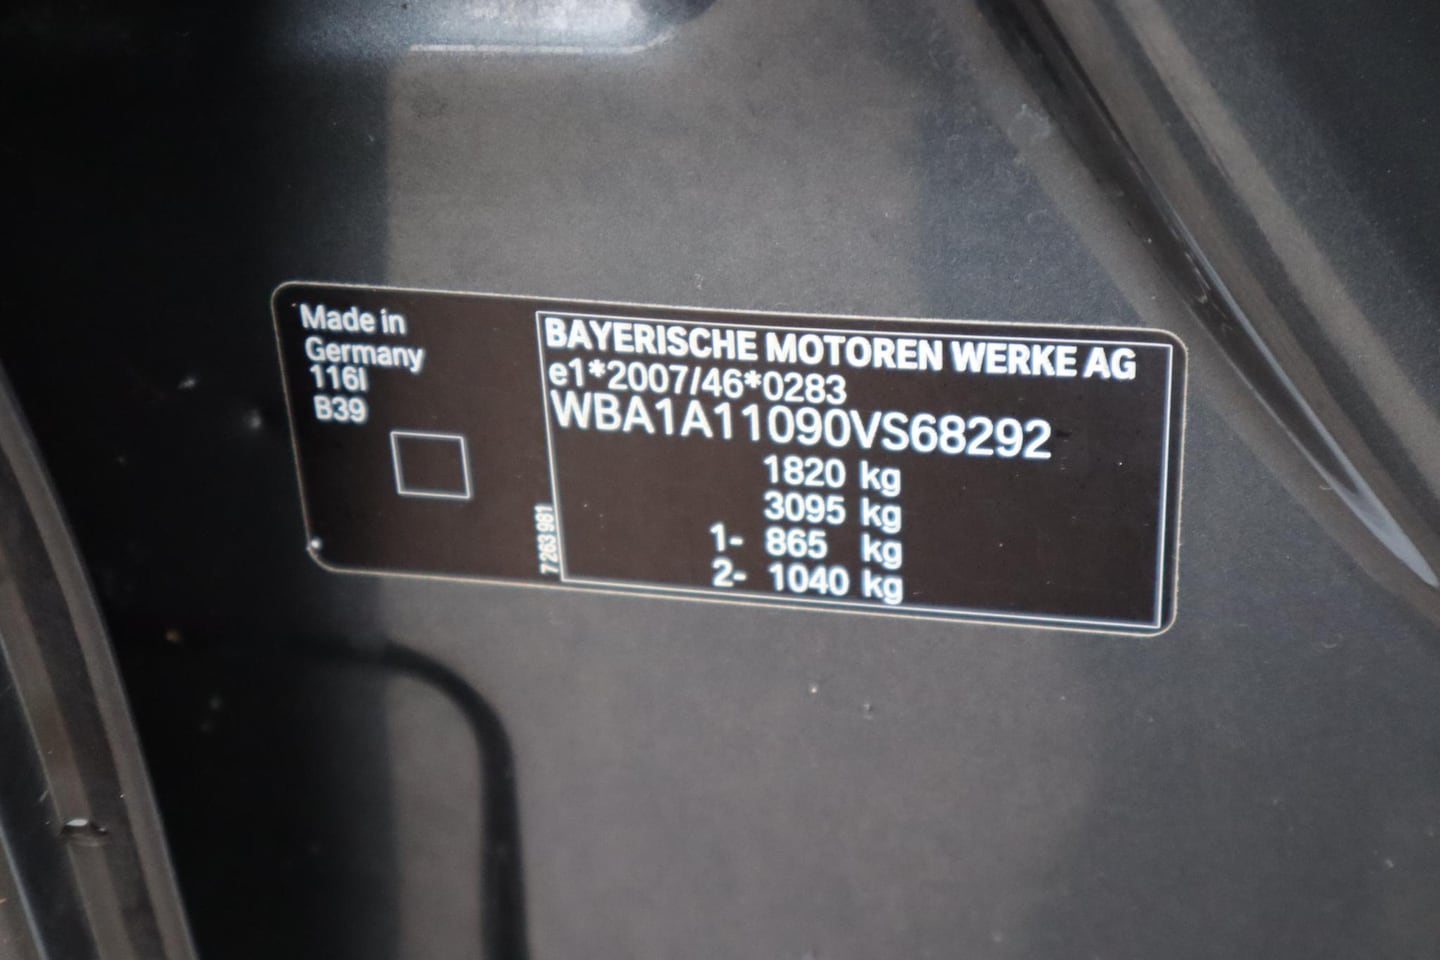 Made in
Germany
116I
B39
7 263 981
BAYERISCHE MOTOREN WERKE AG
e1*2007/46*0283
WBA1A11090VS68292
1820 kg
3095 kg
1- 865 kg
2- 1040 kg